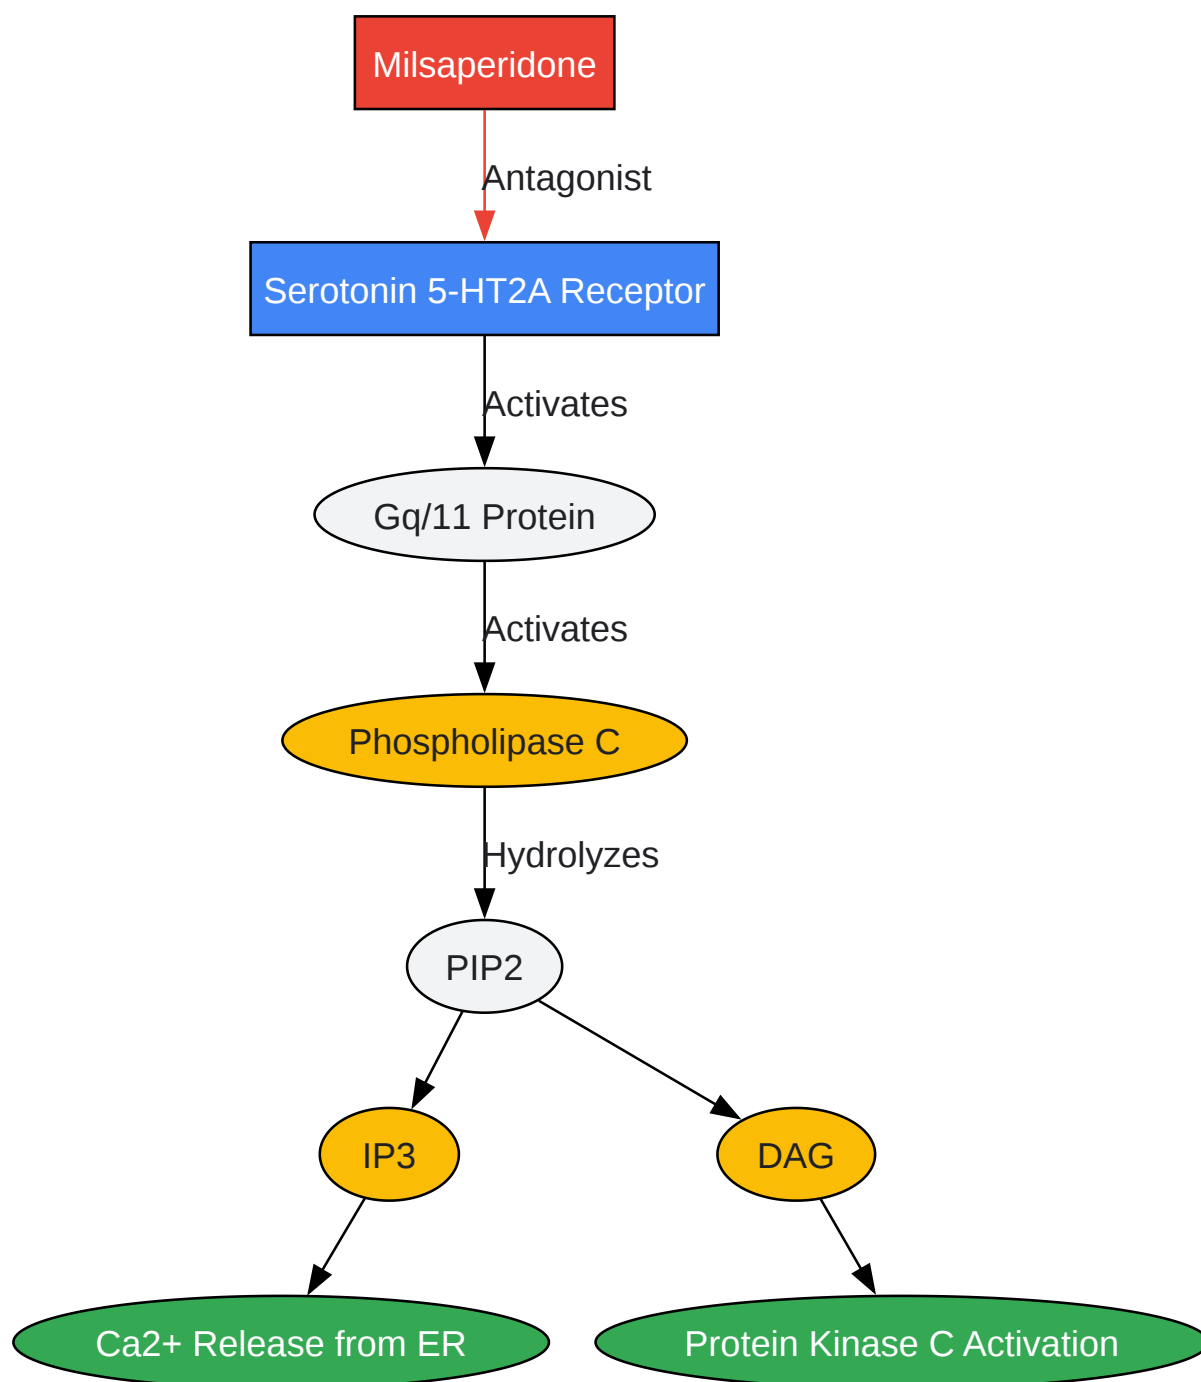 Milsaperidone
Antagonist
Serotonin 5-HT2A Receptor
Activates
Gq/11 Protein
Activates
Phospholipase C
Hydrolyzes
PIP2
IP3
DAG
Ca2+ Release from ER
Protein Kinase C Activation